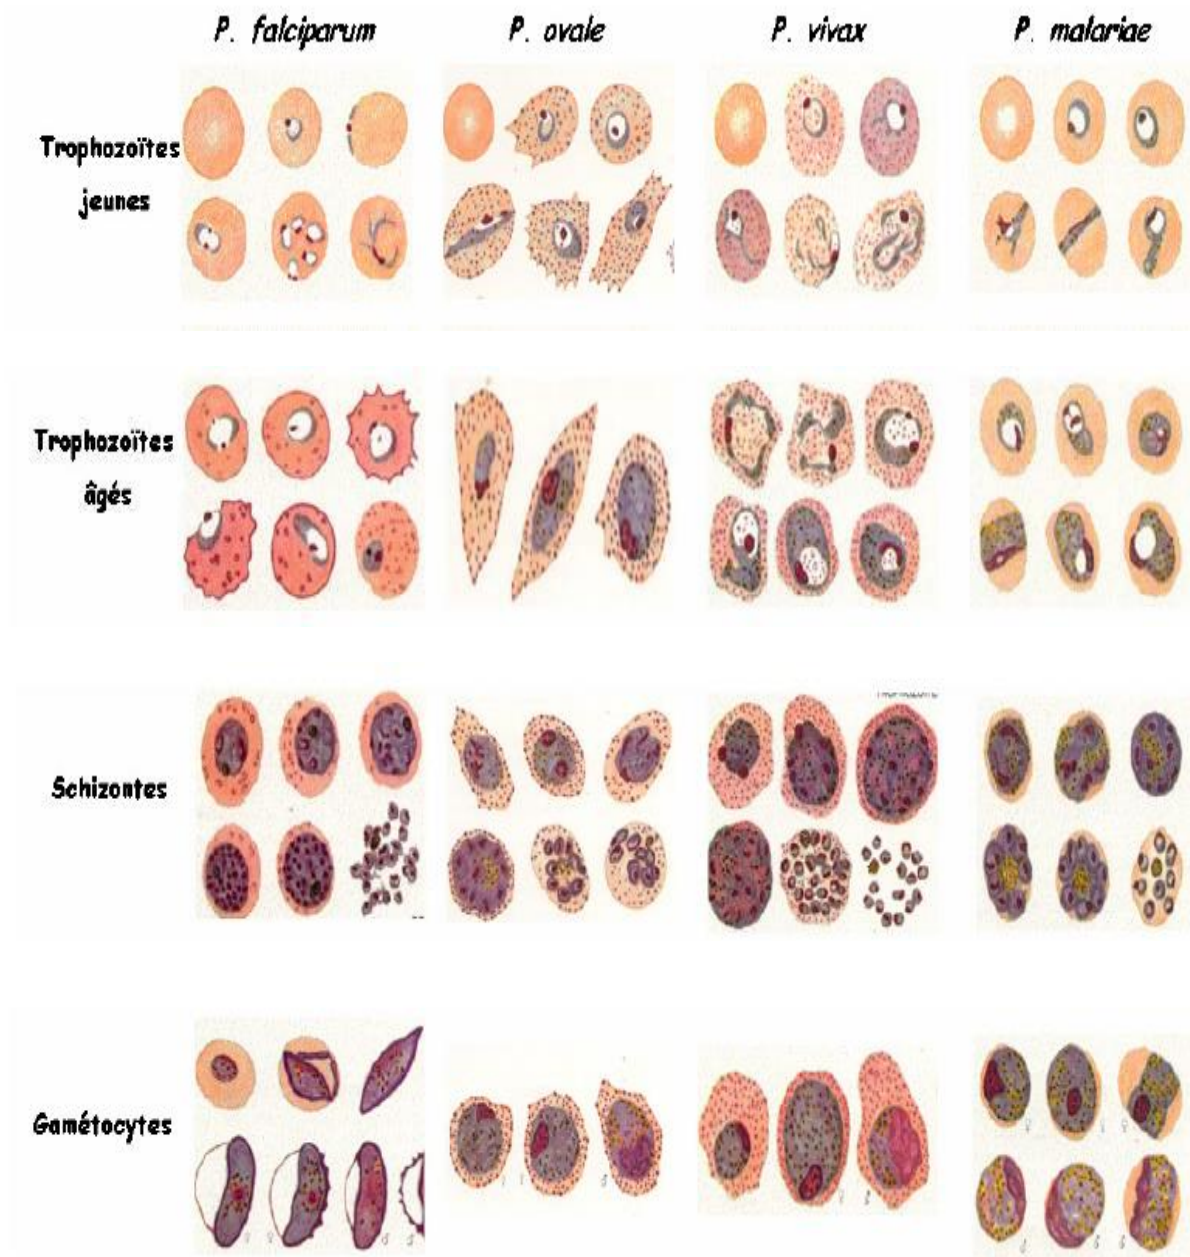 P. falciparum P. ovale P. vivax P. malariae
Trophozoïtes
jeunes
Trophozoïtes
âgés
Schizontes
Gamétocytes